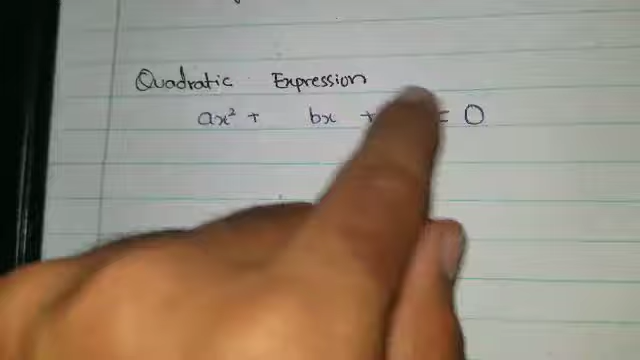 Quadratic Expression
ax² + bx + = 0